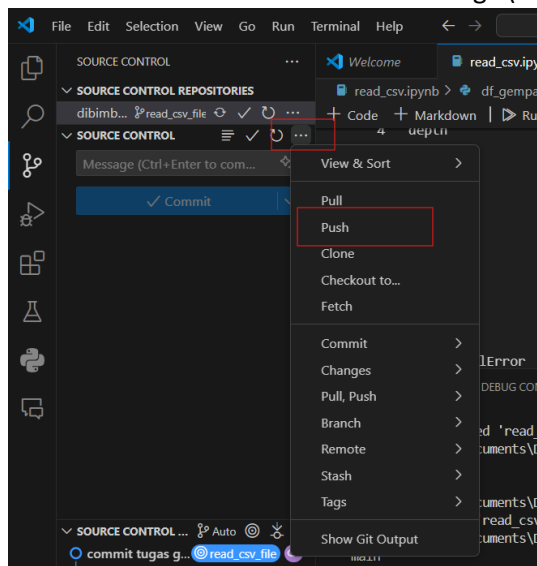 File Edit Selection View Go Run Terminal Help
SOURCE CONTROL ...
Welcome
read_csv.ipy
SOURCE CONTROL REPOSITORIES
read_csv.ipynb > df_gempa
dibimb... read_csv_file ...
+ Code + Markdown | Ru
SOURCE CONTROL ...
4 depth
Message (Ctrl+Enter to com...
Commit
View & Sort
Pull
Push
Clone
Checkout to...
Fetch
Commit
Changes
Pull, Push
Branch
Remote
Stash
Tags
Show Git Output
lError
DEBUG CO
ed 'read_
cuments\D
cuments\D
read_csv
cuments\D
main
SOURCE CONTROL ... Auto
commit tugas g... read_csv_file